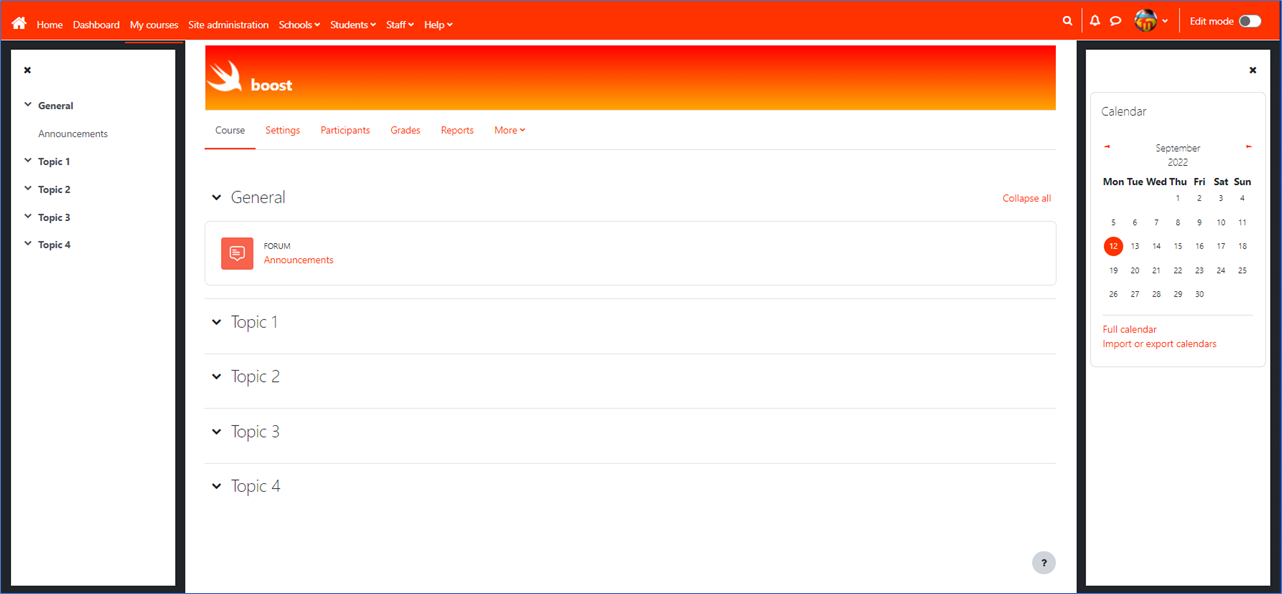 Home Dashboard My courses Site administration Schools Students Staff Help Edit mode
General
Announcements
Topic 1
Topic 2
Topic 3
Topic 4
boost
Course Settings Participants Grades Reports More
General Collapse all
FORUM
Announcements
Topic 1
Topic 2
Topic 3
Topic 4
?
Calendar
September
2022
Mon Tue Wed Thu Fri Sat Sun
1 2 3 4
5 6 7 8 9 10 11
12 13 14 15 16 17 18
19 20 21 22 23 24 25
26 27 28 29 30
Full calendar
Import or export calendars